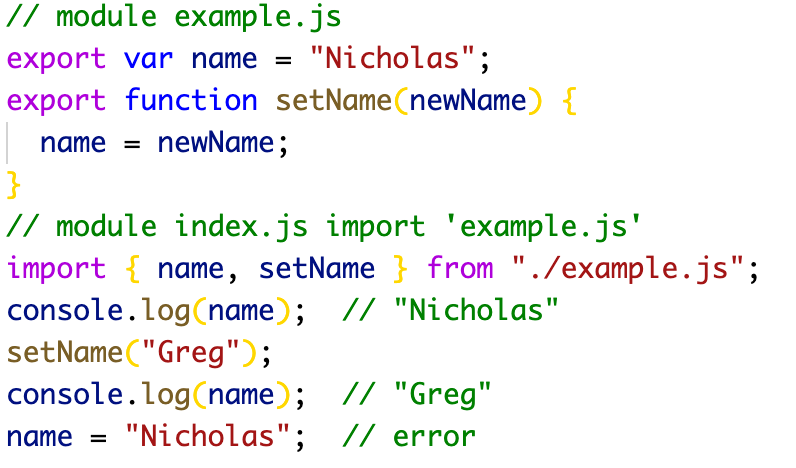 // module example.js
export var name = "Nicholas";
export function setName(newName) {
  name = newName;
}
// module index.js import 'example.js'
import { name, setName } from "./example.js";
console.log(name);  // "Nicholas"
setName("Greg");
console.log(name);  // "Greg"
name = "Nicholas";  // error